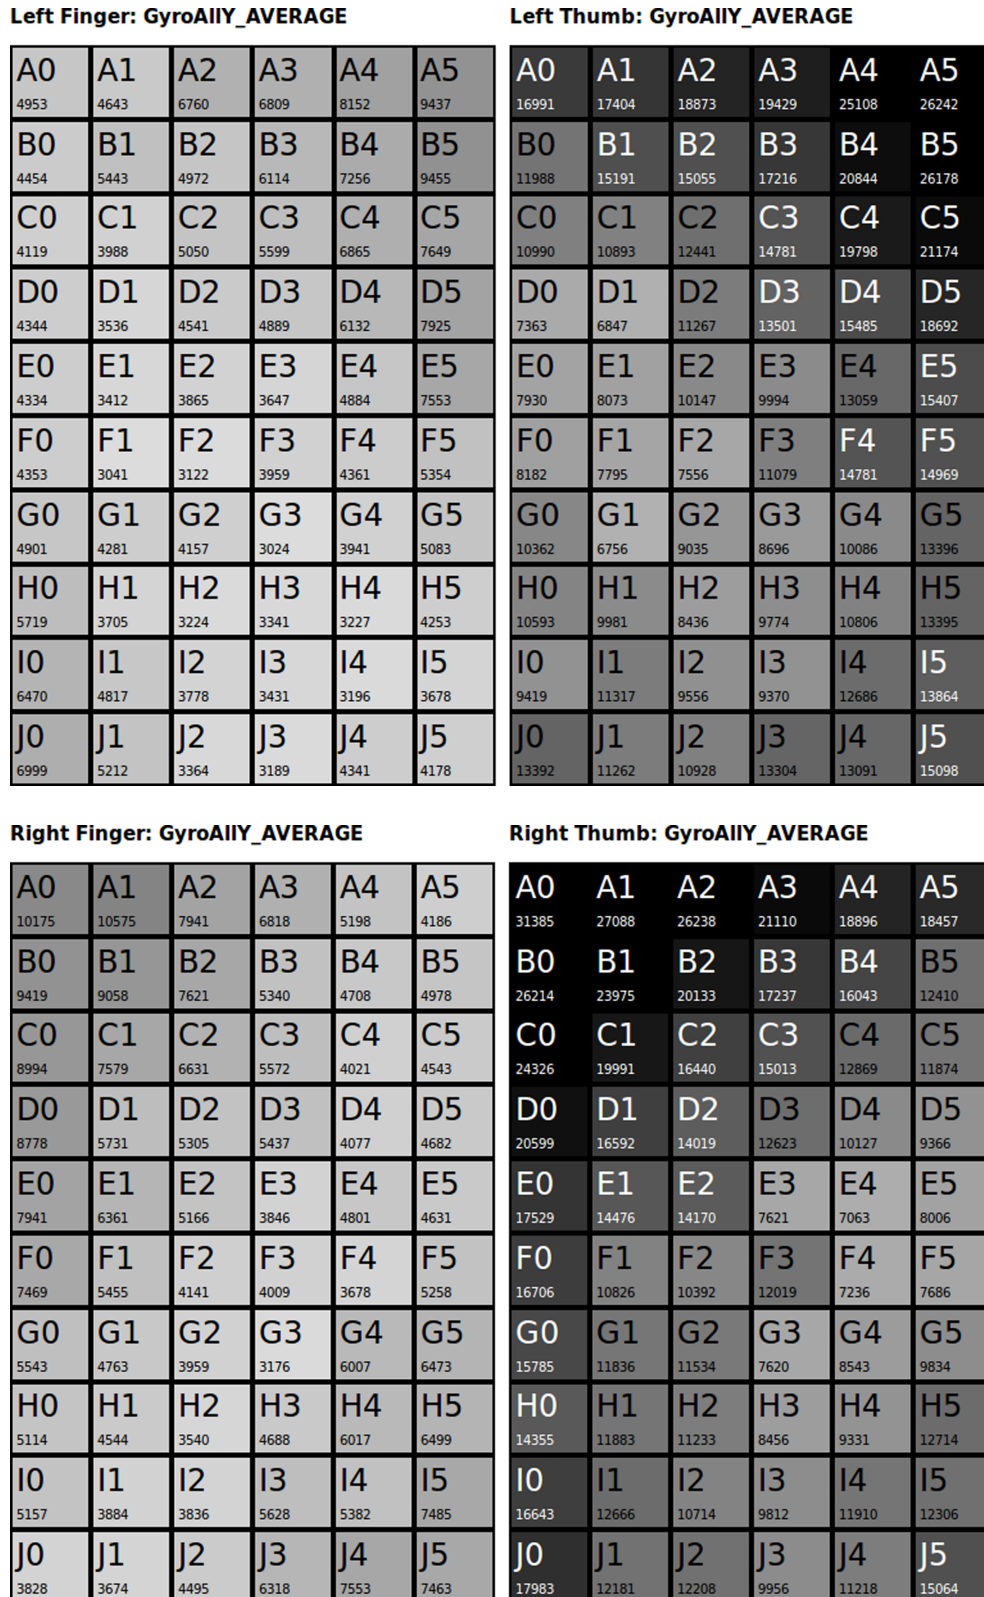 Left Finger: GyroAllY_AVERAGE
A0 A1 A2 A3 A4 A5
4953 4643 6760 6809 8152 9437
B0 B1 B2 B3 B4 B5
4454 5443 4972 6114 7256 9455
C0 C1 C2 C3 C4 C5
4119 3988 5050 5599 6865 7649
D0 D1 D2 D3 D4 D5
4344 3536 4541 4889 6132 7925
E0 E1 E2 E3 E4 E5
4334 3412 3865 3647 4884 7553
F0 F1 F2 F3 F4 F5
4353 3041 3122 3959 4361 5354
G0 G1 G2 G3 G4 G5
4901 4281 4157 3024 3941 5083
H0 H1 H2 H3 H4 H5
5719 3705 3224 3341 3227 4253
I0 I1 I2 I3 I4 I5
6470 4817 3778 3431 3196 3678
J0 J1 J2 J3 J4 J5
6999 5212 3364 3189 4341 4178
Left Thumb: GyroAllY_AVERAGE
A0 A1 A2 A3 A4 A5
16991 17404 18873 19429 25108 26242
B0 B1 B2 B3 B4 B5
11988 15191 15055 17216 20844 26178
C0 C1 C2 C3 C4 C5
10990 10893 12441 14781 19798 21174
D0 D1 D2 D3 D4 D5
7363 6847 11267 13501 15485 18692
E0 E1 E2 E3 E4 E5
7930 8073 10147 9994 13059 15407
F0 F1 F2 F3 F4 F5
8182 7795 7556 11079 14781 14969
G0 G1 G2 G3 G4 G5
10362 6756 9035 8696 10086 13396
H0 H1 H2 H3 H4 H5
10593 9981 8436 9774 10806 13395
I0 I1 I2 I3 I4 I5
9419 11317 9556 9370 12686 13864
J0 J1 J2 J3 J4 J5
13392 11262 10928 13304 13091 15098
Right Finger: GyroAllY_AVERAGE
A0 A1 A2 A3 A4 A5
10175 10575 7941 6818 5198 4186
B0 B1 B2 B3 B4 B5
9419 9058 7621 5340 4708 4978
C0 C1 C2 C3 C4 C5
8994 7579 6631 5572 4021 4543
D0 D1 D2 D3 D4 D5
8778 5731 5305 5437 4077 4682
E0 E1 E2 E3 E4 E5
7941 6361 5166 3846 4801 4631
F0 F1 F2 F3 F4 F5
7469 5455 4141 4009 3678 5258
G0 G1 G2 G3 G4 G5
5543 4763 3959 3176 6007 6473
H0 H1 H2 H3 H4 H5
5114 4544 3540 4688 6017 6499
I0 I1 I2 I3 I4 I5
5157 3884 3836 5628 5382 7485
J0 J1 J2 J3 J4 J5
3828 3674 4495 6318 7553 7463
Right Thumb: GyroAllY_AVERAGE
A0 A1 A2 A3 A4 A5
31385 27088 26238 21110 18896 18457
B0 B1 B2 B3 B4 B5
26214 23975 20133 17237 16043 12410
C0 C1 C2 C3 C4 C5
24326 19991 16440 15013 12869 11874
D0 D1 D2 D3 D4 D5
20599 16592 14019 12623 10127 9366
E0 E1 E2 E3 E4 E5
17529 14476 14170 7621 7063 8006
F0 F1 F2 F3 F4 F5
16706 10826 10392 12019 7236 7686
G0 G1 G2 G3 G4 G5
15785 11836 11534 7620 8543 9834
H0 H1 H2 H3 H4 H5
14355 11883 11233 8456 9331 12714
I0 I1 I2 I3 I4 I5
16643 12666 10714 9812 11910 12306
J0 J1 J2 J3 J4 J5
17983 12181 12208 9956 11218 15064